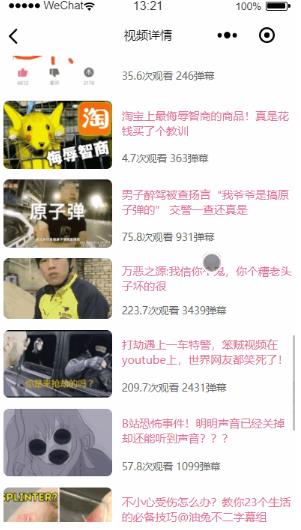 WeChat
13:21
100%
视频详情
35.6次观看 246弹幕
淘
侮辱智商
淘宝上最侮辱智商的商品！真是花
钱买了个教训
4.7次观看 363弹幕
原子弹
男子醉驾被查扬言“我爷爷是搞原
子弹的” 交警一查还真是
75.8次观看 931弹幕
万恶之源:我信你个鬼，你个糟老头
子坏的很
223.7次观看 3439弹幕
你是来抢劫的吗?
打劫遇上一车特警，笨贼视频在
youtube上，世界网友都笑死了！
209.7次观看 2431弹幕
B站恐怖事件！明明声音已经关掉
却还能听到声音？？？
57.8次观看 1099弹幕
SPLINTER?
不小心受伤怎么办？教你23个生活
的必备技巧@油兔不二字幕组